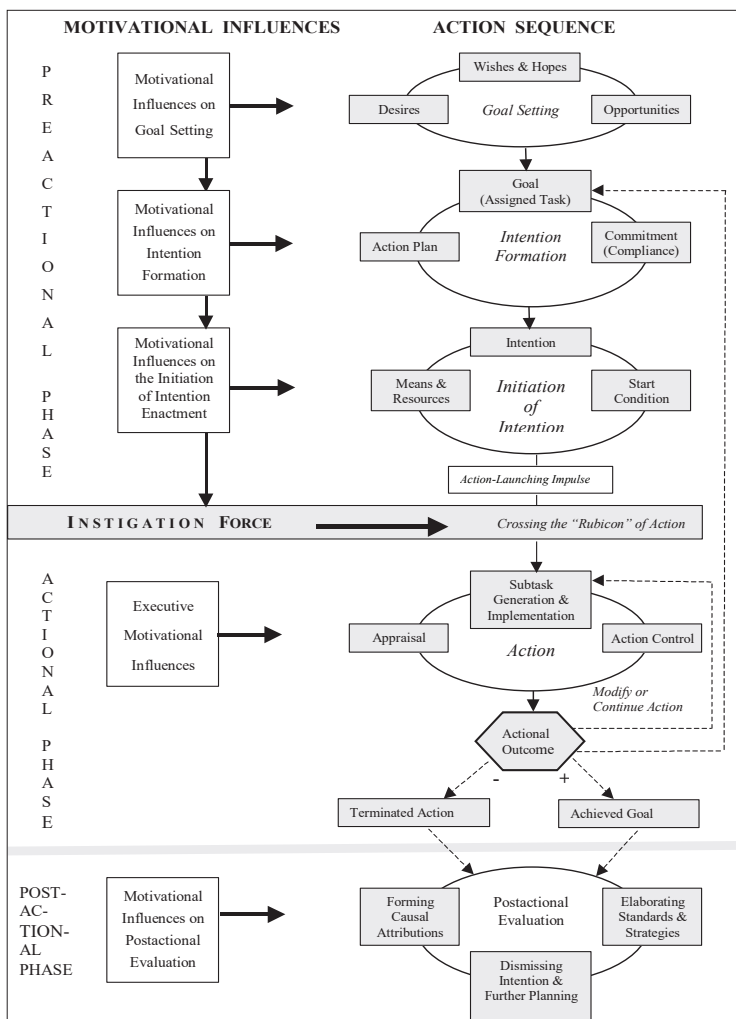 MOTIVATIONAL INFLUENCES
ACTION SEQUENCE
P
R
E
A
C
T
I
O
N
A
L
P
H
A
S
E
Motivational
Influences on
Goal Setting
Wishes & Hopes
Desires
Goal Setting
Opportunities
Motivational
Influences on
Intention
Formation
Goal
(Assigned Task)
Action Plan
Intention
Formation
Commitment
(Compliance)
Motivational
Influences on
the Initiation
of Intention
Enactment
Intention
Means &
Resources
Initiation
of
Intention
Start
Condition
Action-Launching Impulse
INSTIGATION FORCE
Crossing the “Rubicon” of Action
A
C
T
I
O
N
A
L
P
H
A
S
E
Executive
Motivational
Influences
Subtask
Generation &
Implementation
Appraisal
Action
Action Control
Modify or
Continue Action
Actional
Outcome
-
+
Terminated Action
Achieved Goal
POST-
AC-
TION-
AL
PHASE
Motivational
Influences on
Postactional
Evaluation
Forming
Causal
Attributions
Postactional
Evaluation
Elaborating
Standards &
Strategies
Dismissing
Intention &
Further Planning